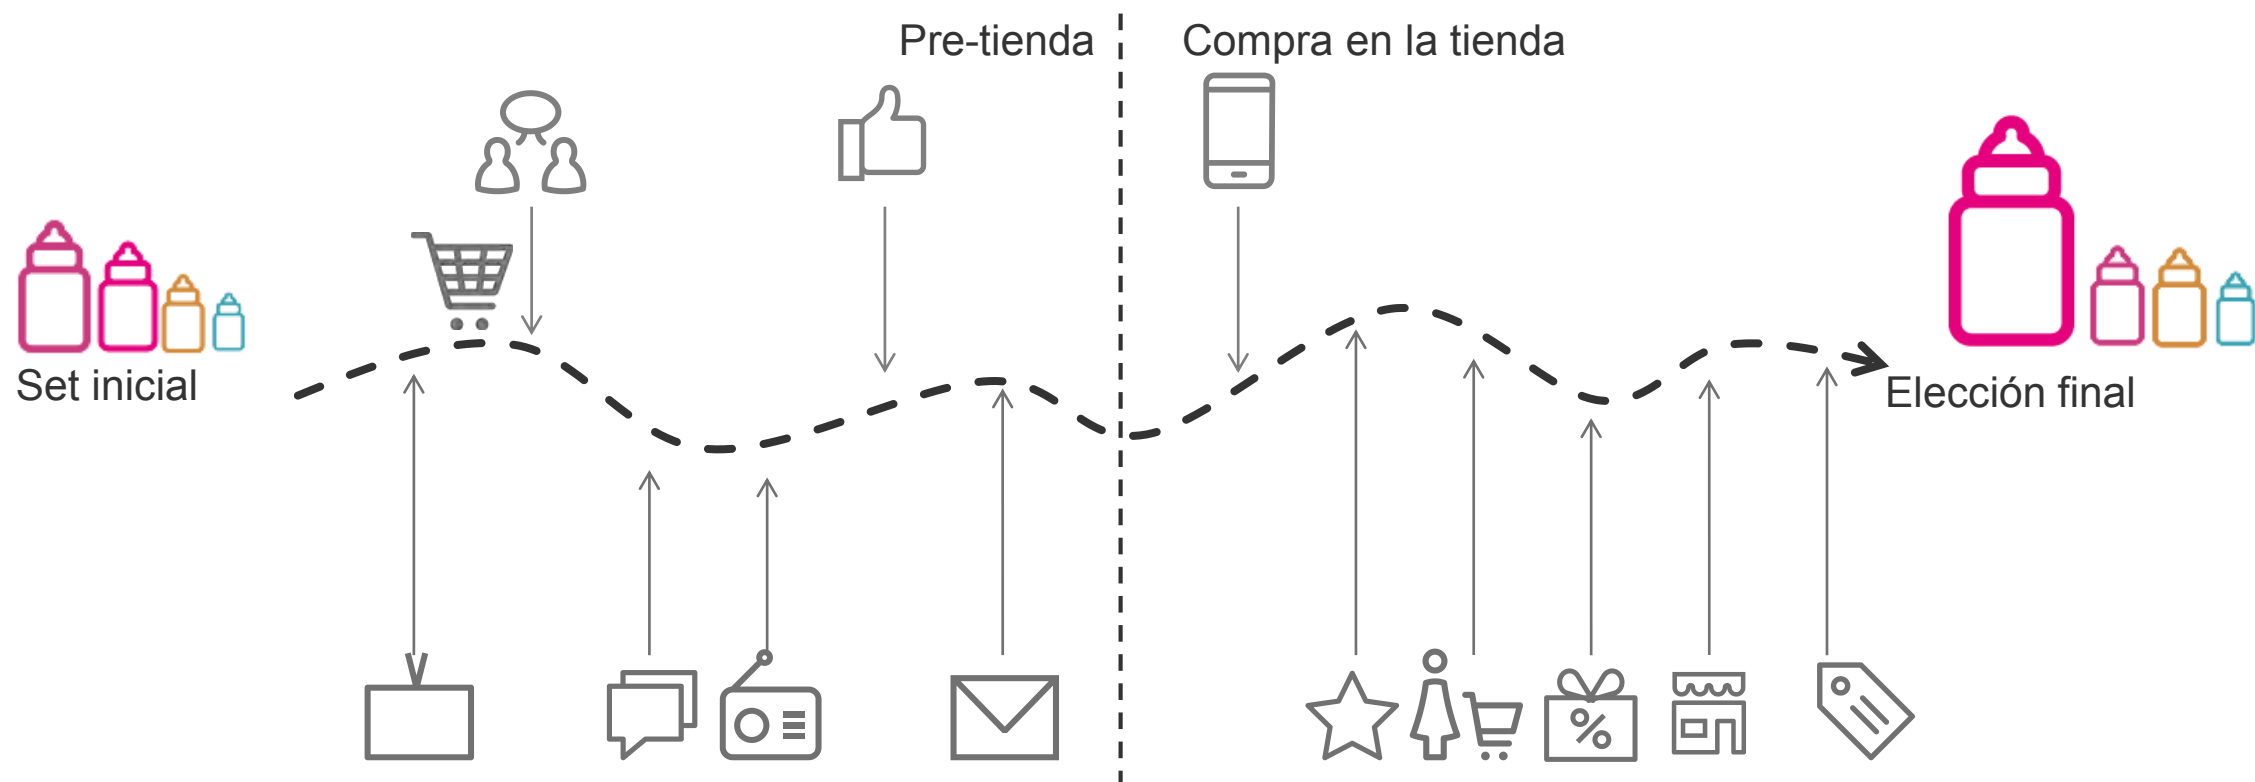 Pre-tienda
Compra en la tienda
Set inicial
Elección final
%